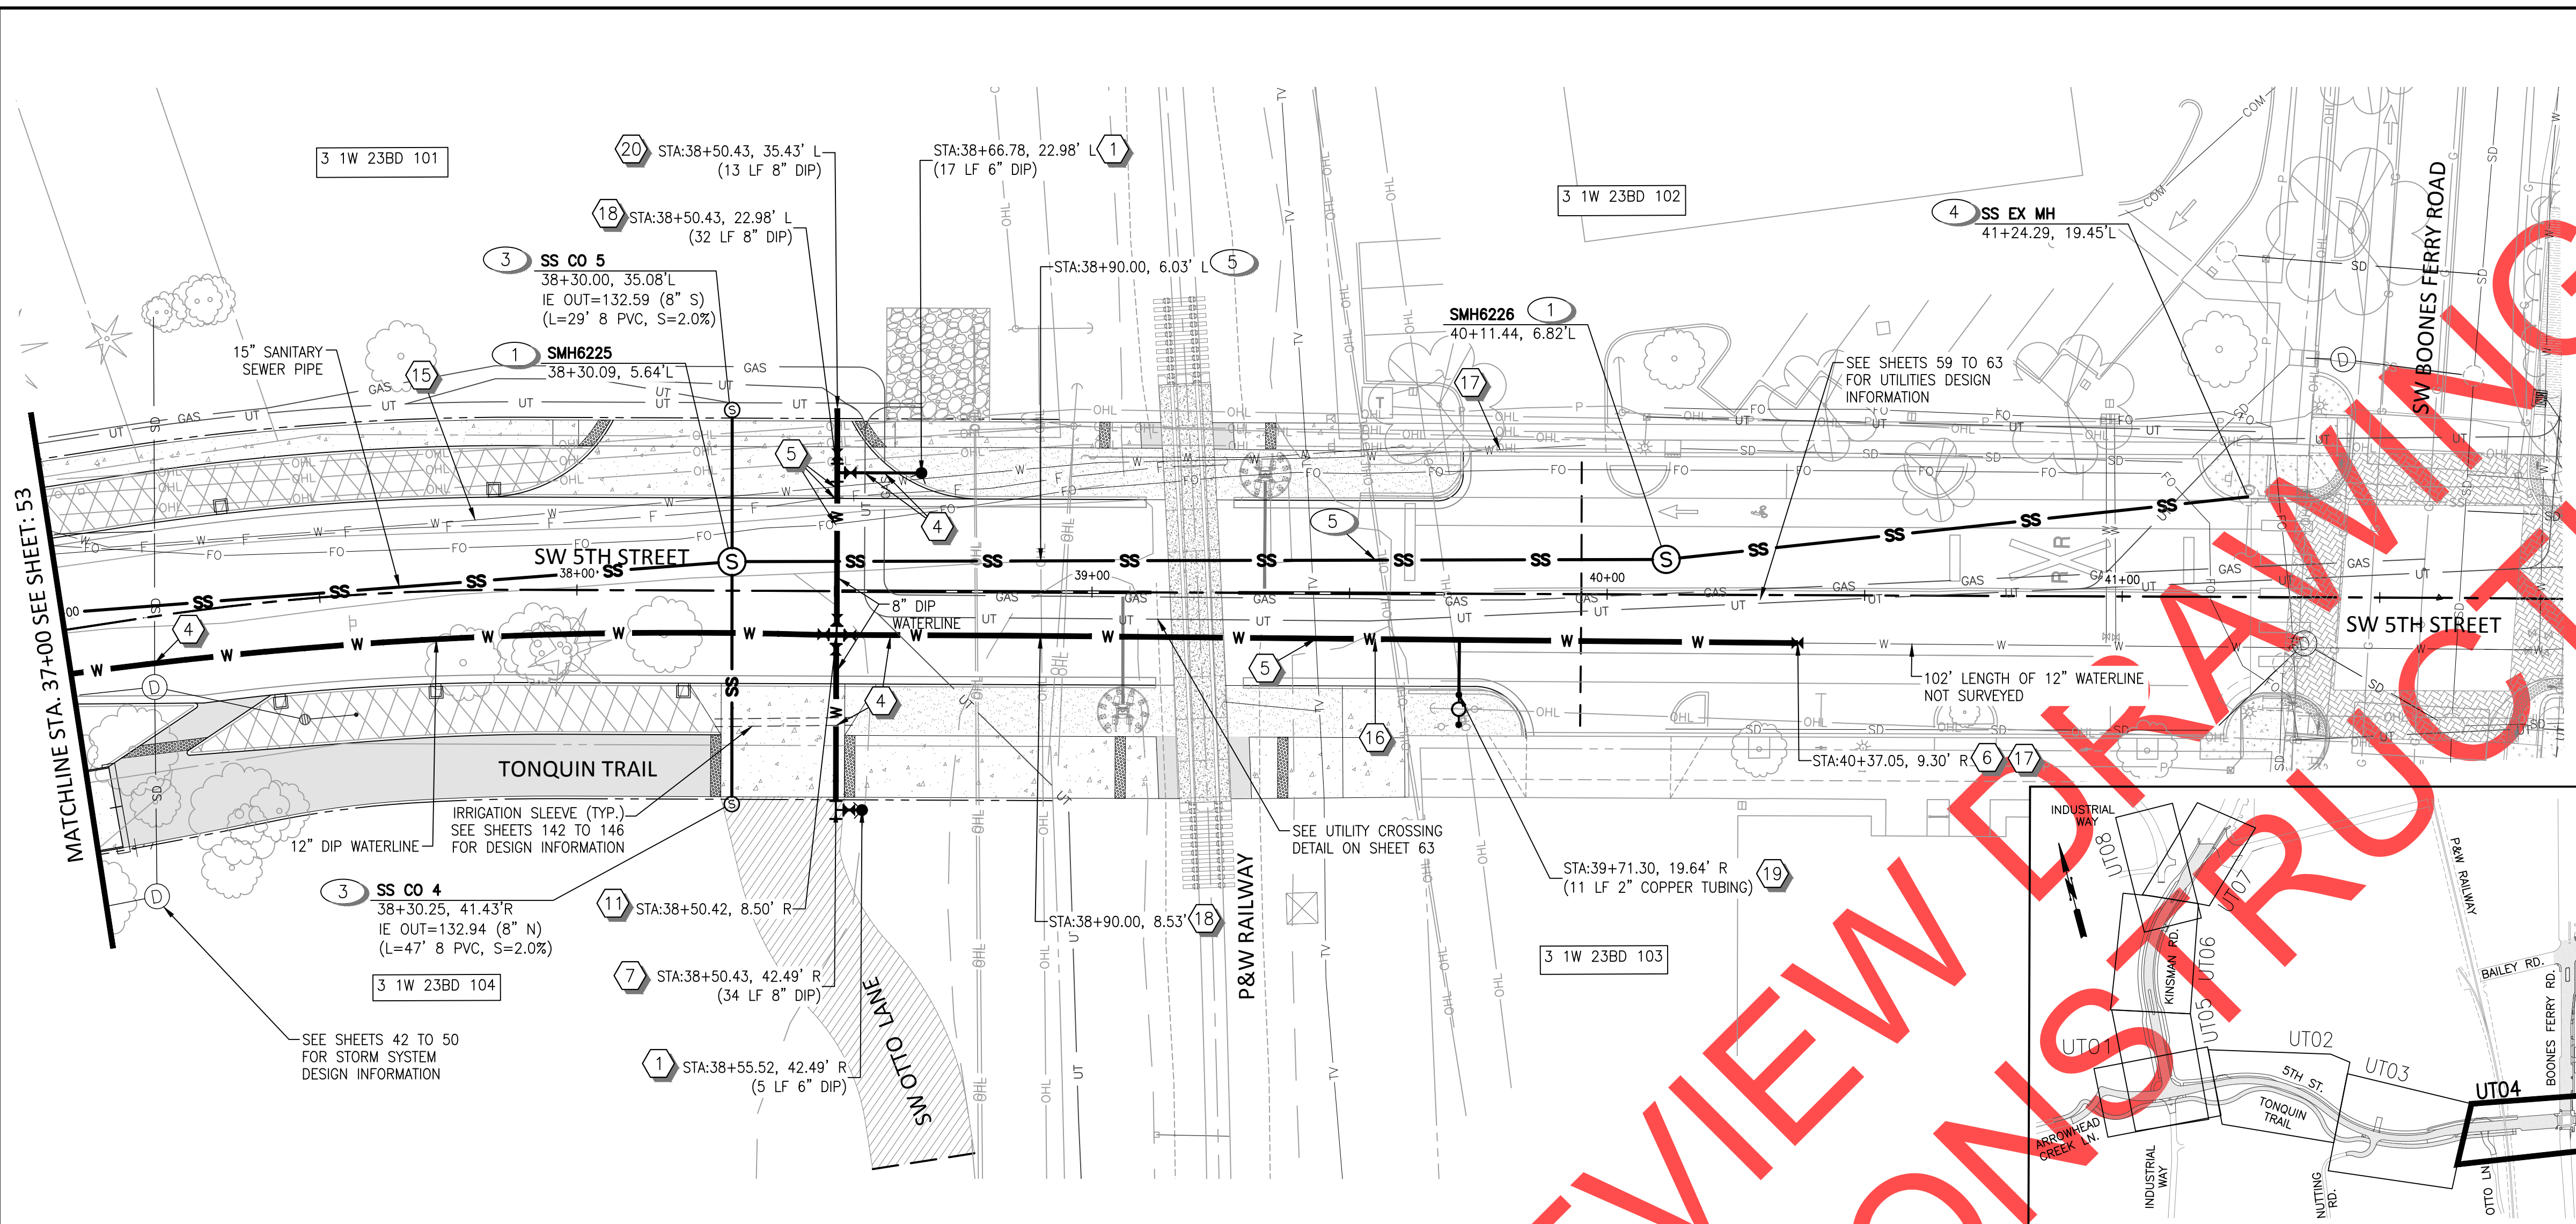 3 1W 23BD 101
20 STA:38+50.43, 35.43' L
(13 LF 8" DIP)
STA:38+66.78, 22.98' L 1
(17 LF 6" DIP)
18 STA:38+50.43, 22.98' L
(32 LF 8" DIP)
3 SS CO 5
38+30.00, 35.08'L
IE OUT=132.59 (8" S)
(L=29' 8 PVC, S=2.0%)
STA:38+90.00, 6.03' L 5
3 1W 23BD 102
4 SS EX MH
41+24.29, 19.45'L
SW BOONES FERRY ROAD
SMH6226 1
40+11.44, 6.82'L
15" SANITARY
SEWER PIPE
15
1 SMH6225
38+30.09, 5.64'L
17
SEE SHEETS 59 TO 63
FOR UTILITIES DESIGN
INFORMATION
5
4
5
MATCHLINE STA. 37+00 SEE SHEET: 53
SW 5TH STREET
38+00
39+00
40+00
41+00
SW 5TH STREET
4
8" DIP
WATERLINE
5
4
16
102' LENGTH OF 12" WATERLINE
NOT SURVEYED
TONQUIN TRAIL
STA:40+37.05, 9.30' R 6 17
IRRIGATION SLEEVE (TYP.)
SEE SHEETS 142 TO 146
FOR DESIGN INFORMATION
12" DIP WATERLINE
SEE UTILITY CROSSING
DETAIL ON SHEET 63
STA:39+71.30, 19.64' R
(11 LF 2" COPPER TUBING) 19
3 SS CO 4
38+30.25, 41.43'R
IE OUT=132.94 (8" N)
(L=47' 8 PVC, S=2.0%)
11 STA:38+50.42, 8.50' R
STA:38+90.00, 8.53' 18
P&W RAILWAY
3 1W 23BD 103
3 1W 23BD 104
7 STA:38+50.43, 42.49' R
(34 LF 8" DIP)
SW OTTO LANE
SEE SHEETS 42 TO 50
FOR STORM SYSTEM
DESIGN INFORMATION
1 STA:38+55.52, 42.49' R
(5 LF 6" DIP)
INDUSTRIAL
WAY
UT08
UT07
P&W RAILWAY
KINSMAN RD.
UT06
UT05
BAILEY RD.
BOONES FERRY RD.
UT01
UT02
UT03
UT04
5TH ST.
TONQUIN
TRAIL
ARROWHEAD
CREEK LN.
INDUSTRIAL
WAY
NUTTING
RD.
OTTO LN